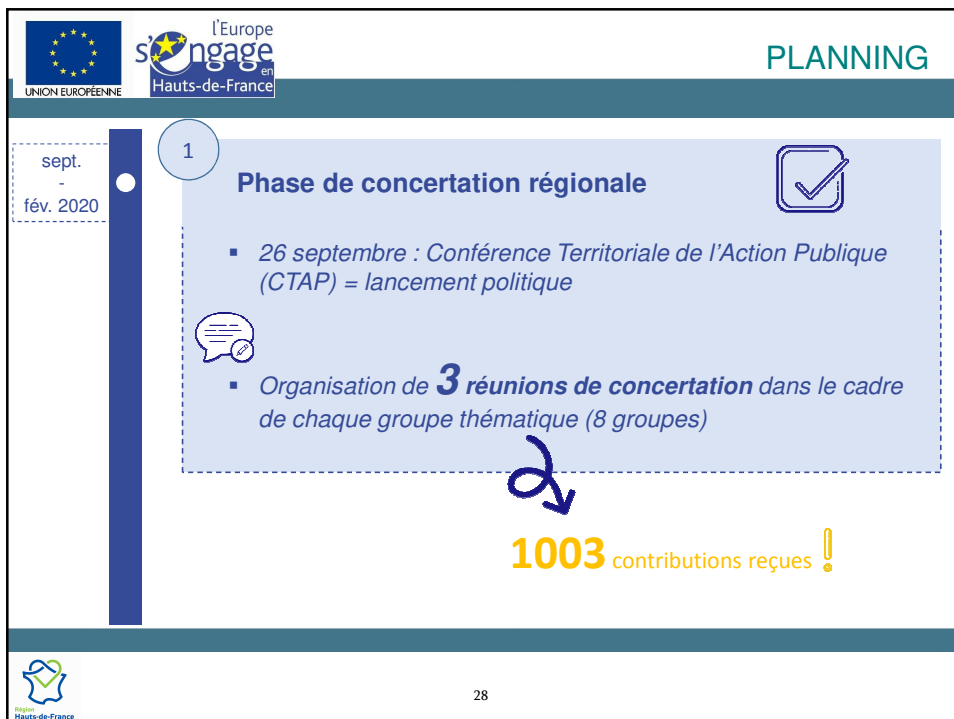 UNION EUROPÉENNE
l'Europe
s'engage
en
Hauts-de-France
PLANNING
sept.
-
fév. 2020
1
Phase de concertation régionale
▪ 26 septembre : Conférence Territoriale de l'Action Publique
(CTAP) = lancement politique
▪ Organisation de 3 réunions de concertation dans le cadre
de chaque groupe thématique (8 groupes)
1003 contributions reçues !
Région
Hauts-de-France
28